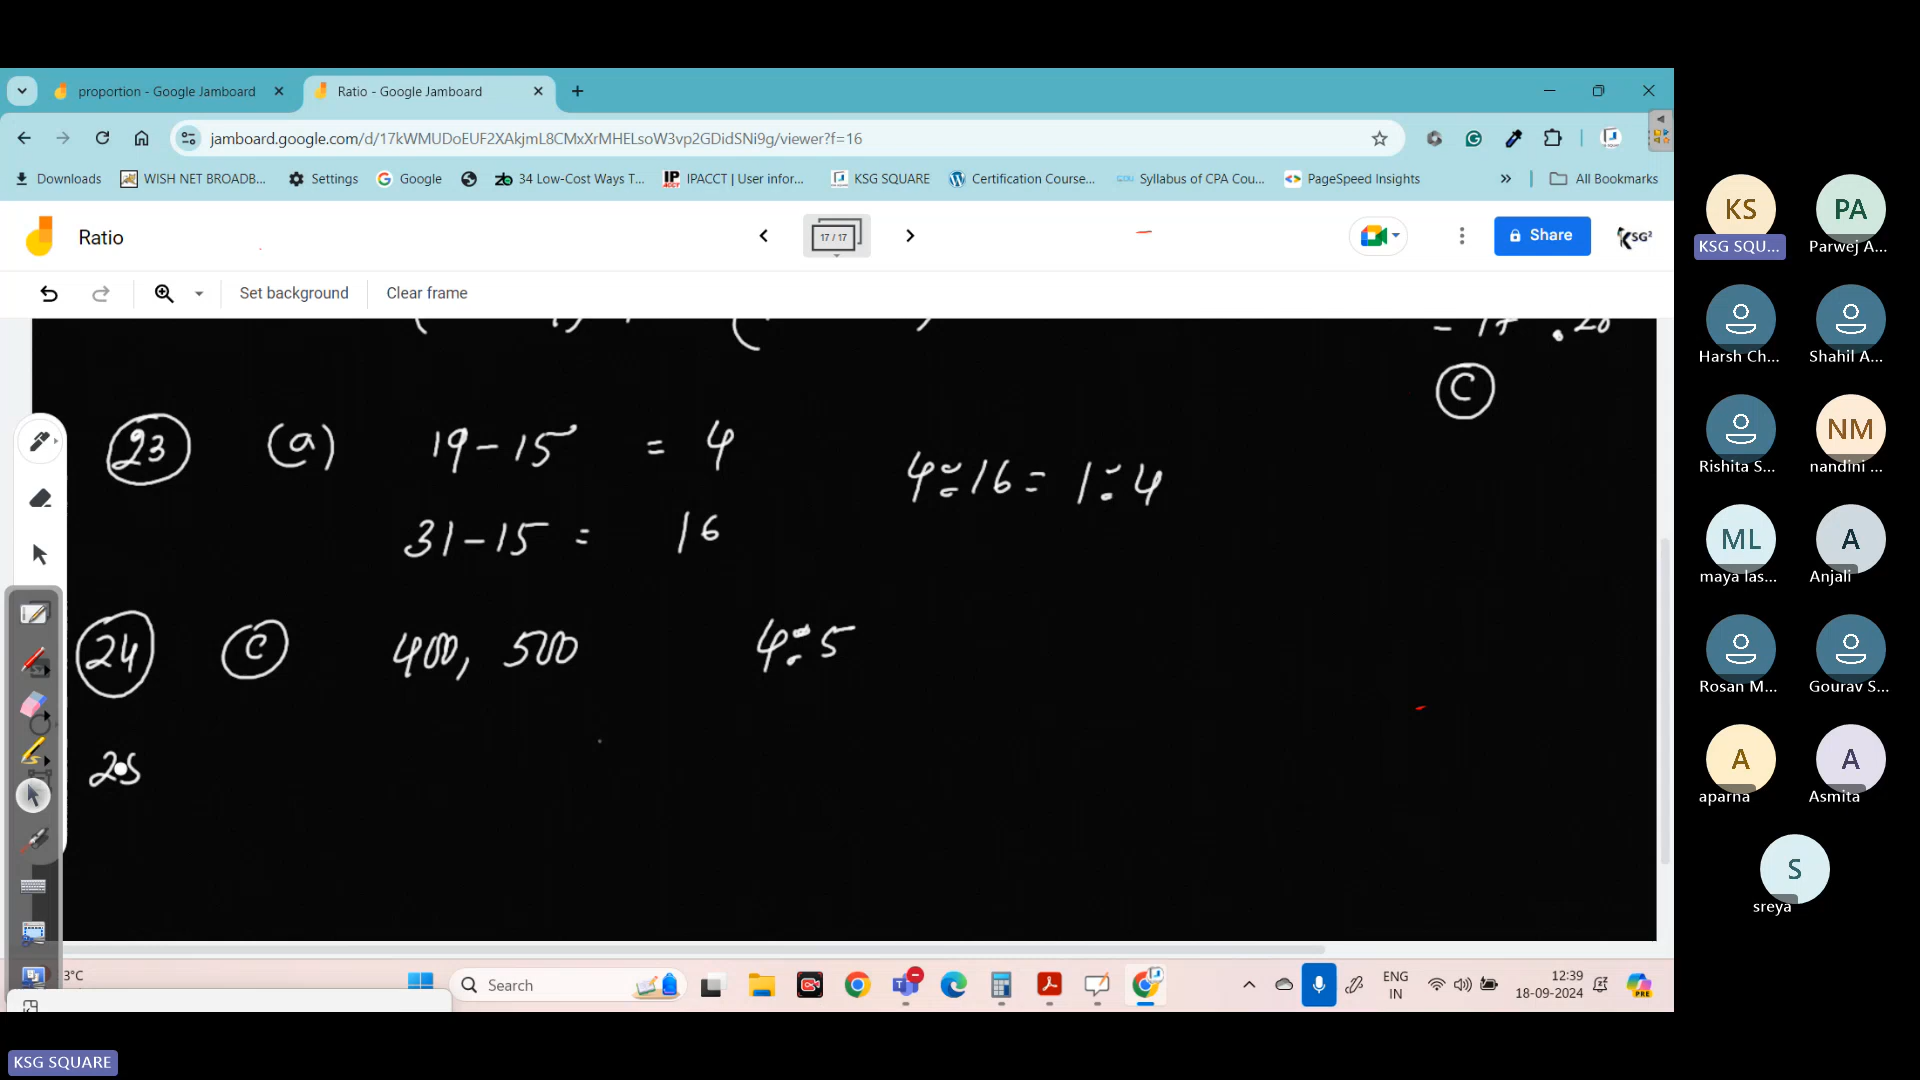 proportion - Google Jamboard
Ratio - Google Jamboard
jamboard.google.com/d/17kWMUDoEUF2XAkjmL8CMxXrMHELsoW3vp2GDidSNi9g/viewer?f=16
Downloads
WISH NET BROADB...
Settings
Google
34 Low-Cost Ways T...
IPACCT | User infor...
KSG SQUARE
Certification Course...
Syllabus of CPA Cou...
PageSpeed Insights
All Bookmarks
Ratio
17 / 17
Share
KSG²
Set background
Clear frame
C
23 (a) 19-15 = 4
4:16 = 1:4
31-15 = 16
24 C 400, 500 4:5
25
KS
KSG SQU...
PA
Parwej A...
Harsh Ch...
Shahil A...
Rishita S...
NM
nandini ...
ML
maya las...
A
Anjali
Rosan M...
Gourav S...
A
aparna
A
Asmita
S
sreya
3°C
Search
ENG
IN
12:39
18-09-2024
PRE
KSG SQUARE